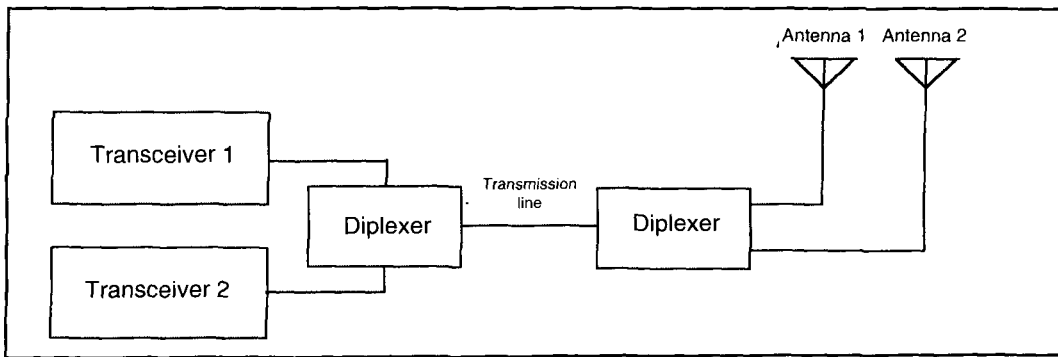 Antenna 1 Antenna 2
Transceiver 1
Transmission
line
Diplexer
Diplexer
Transceiver 2